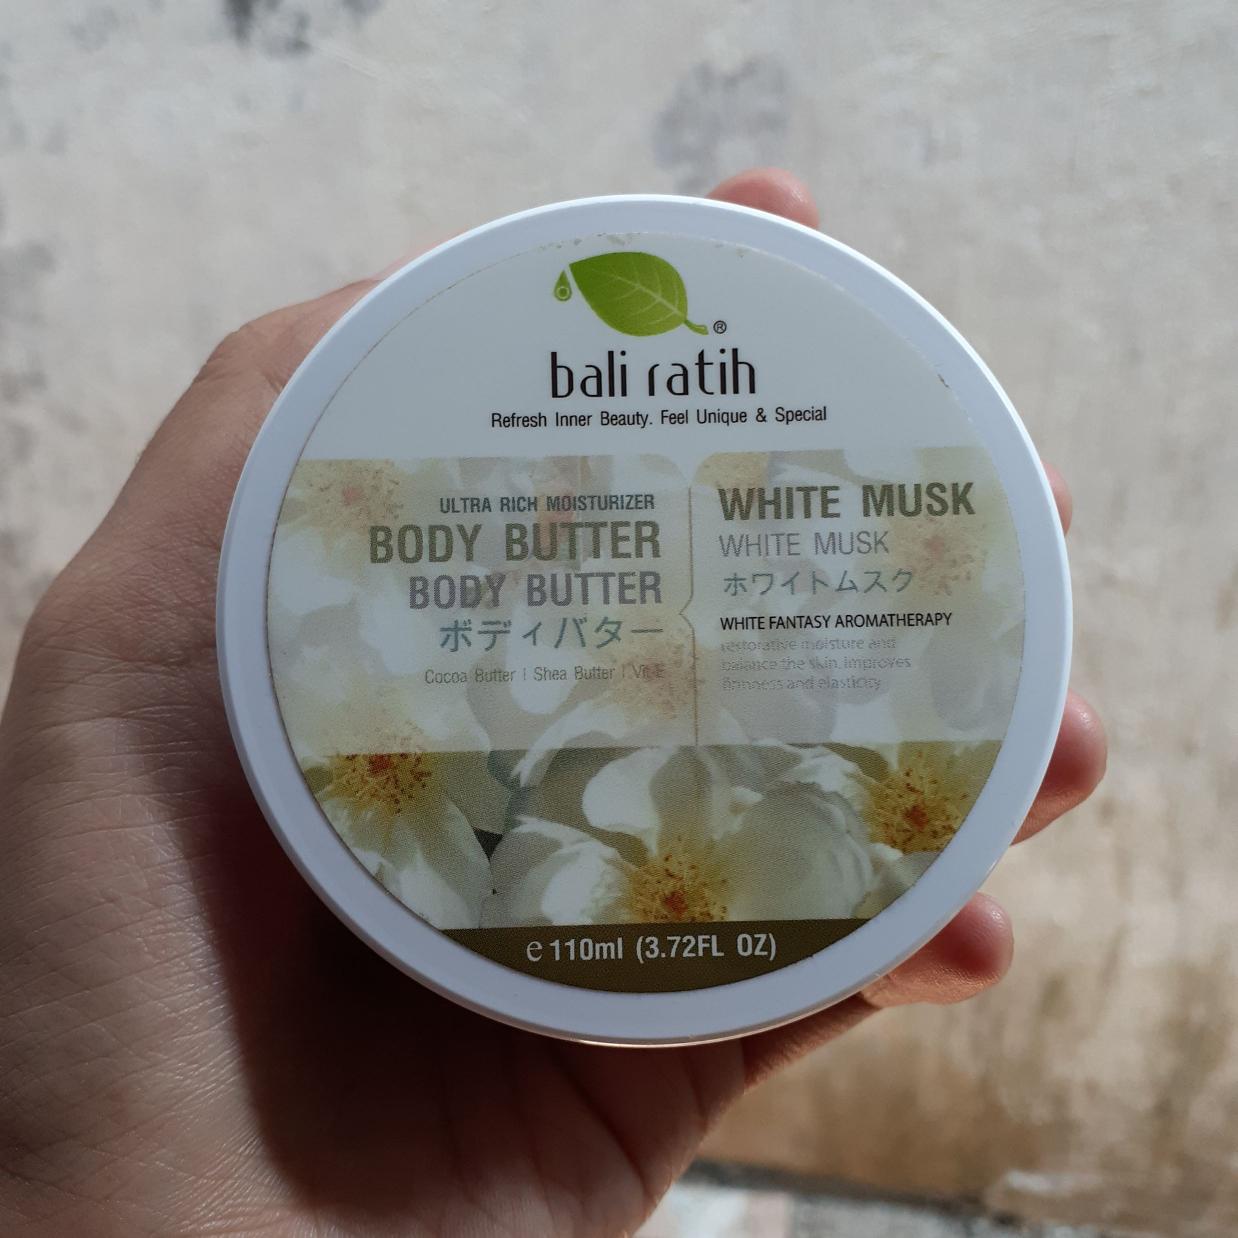 ®
bali ratih
Refresh Inner Beauty. Feel Unique & Special
ULTRA RICH MOISTURIZER
BODY BUTTER
BODY BUTTER
ボディバター
Cocoa Butter | Shea Butter | Vit E
WHITE MUSK
WHITE MUSK
ホワイトムスク
WHITE FANTASY AROMATHERAPY
restorative moisture and
balance the skin, improves
firmness and elasticity
e 110ml (3.72FL OZ)